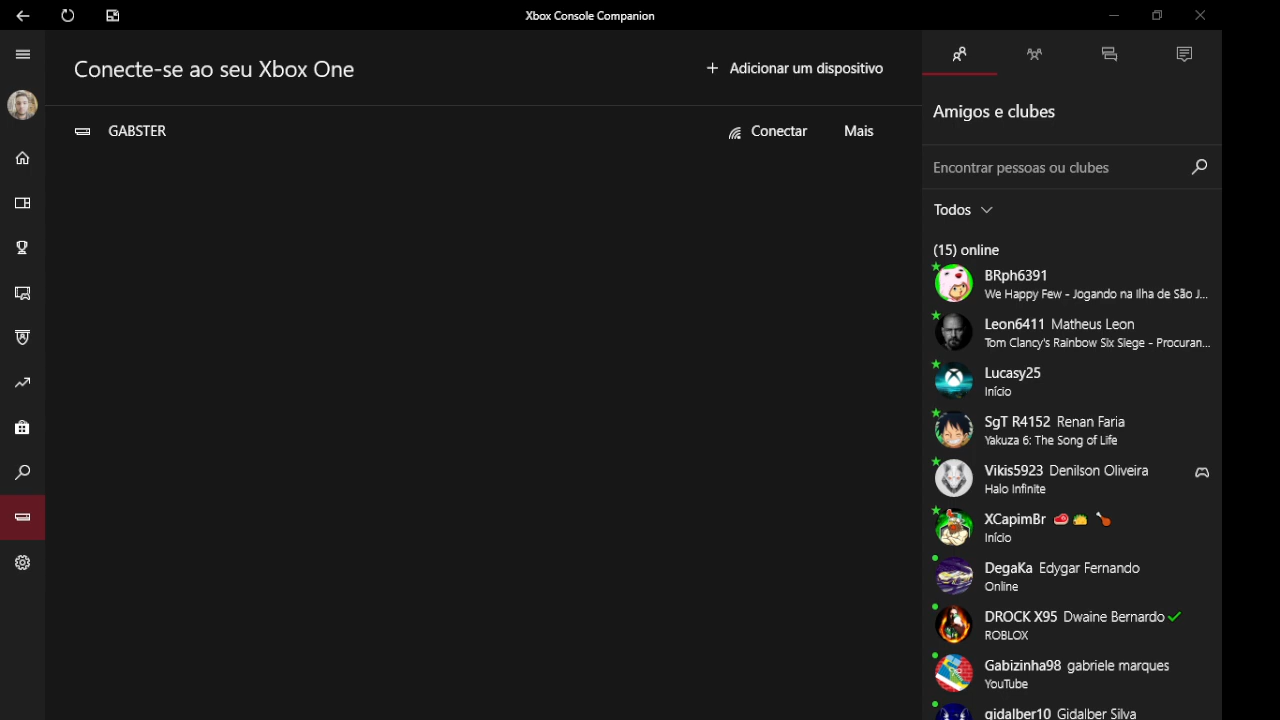 Xbox Console Companion
Conecte-se ao seu Xbox One
Adicionar um dispositivo
GABSTER
Conectar
Mais
Amigos e clubes
Encontrar pessoas ou clubes
Todos
(15) online
BRph6391
We Happy Few - Jogando na Ilha de São J...
Leon6411 Matheus Leon
Tom Clancy's Rainbow Six Siege - Procuran...
Lucasy25
Início
SgT R4152 Renan Faria
Yakuza 6: The Song of Life
Vikis5923 Denilson Oliveira
Halo Infinite
XCapimBr 🥩 🌮 🍗
Início
DegaKa Edygar Fernando
Online
DROCK X95 Dwaine Bernardo ✓
ROBLOX
Gabizinha98 gabriele marques
YouTube
gidalber10 Gidalber Silva